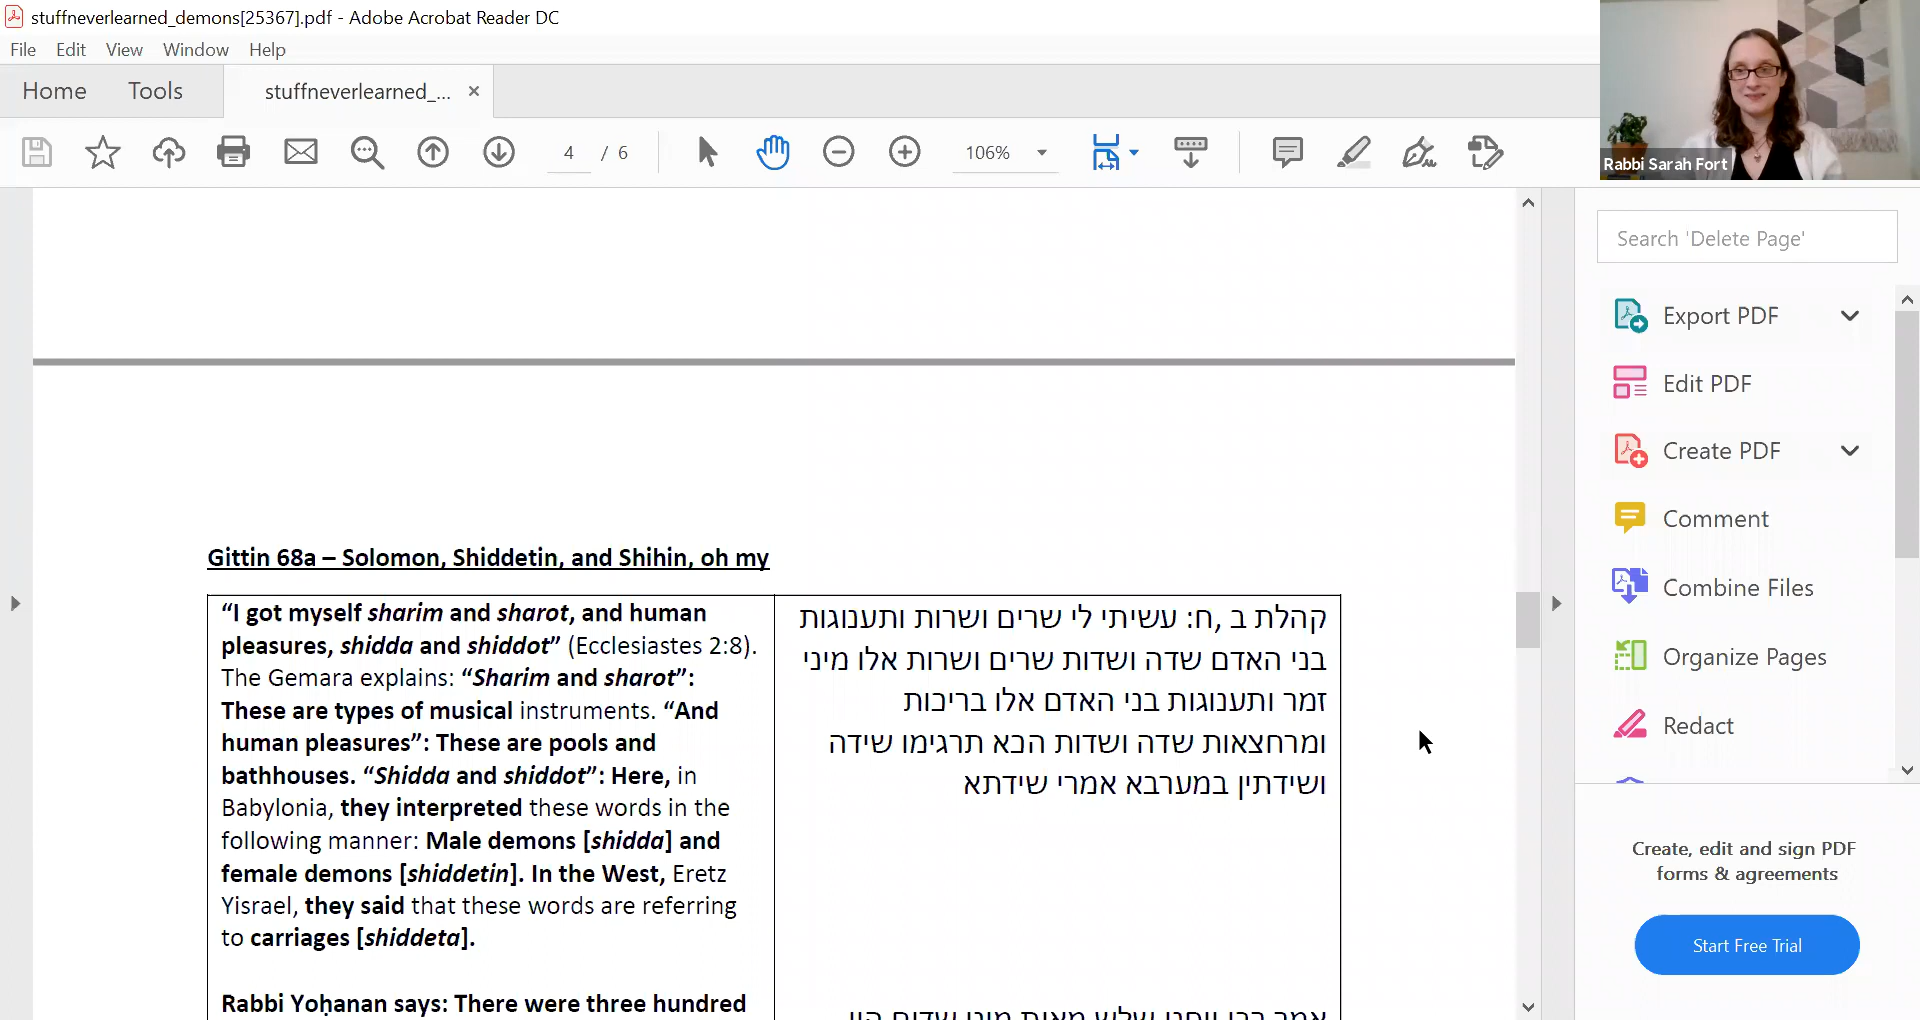 stuffneverlearned_demons[25367].pdf - Adobe Acrobat Reader DC
File Edit View Window Help
Home Tools stuffneverlearned_... ×
4 / 6 106%
Rabbi Sarah Fort
Search 'Delete Page'
Export PDF
Edit PDF
Create PDF
Comment
Combine Files
Organize Pages
Redact
Create, edit and sign PDF
forms & agreements
Start Free Trial
Gittin 68a – Solomon, Shiddetin, and Shihin, oh my
“I got myself sharim and sharot, and human
pleasures, shidda and shiddot” (Ecclesiastes 2:8).
The Gemara explains: “Sharim and sharot”:
These are types of musical instruments. “And
human pleasures”: These are pools and
bathhouses. “Shidda and shiddot”: Here, in
Babylonia, they interpreted these words in the
following manner: Male demons [shidda] and
female demons [shiddetin]. In the West, Eretz
Yisrael, they said that these words are referring
to carriages [shiddeta].
Rabbi Yoḥanan says: There were three hundred
קהלת ב ,ח: עשיתי לי שרים ושרות ותענוגות
בני האדם שדה ושדות שרים ושרות אלו מיני
זמר ותענוגות בני האדם אלו בריכות
ומרחצאות שדה ושדות הכא תרגימו שידה
ושידתין במערבא אמרי שידתא